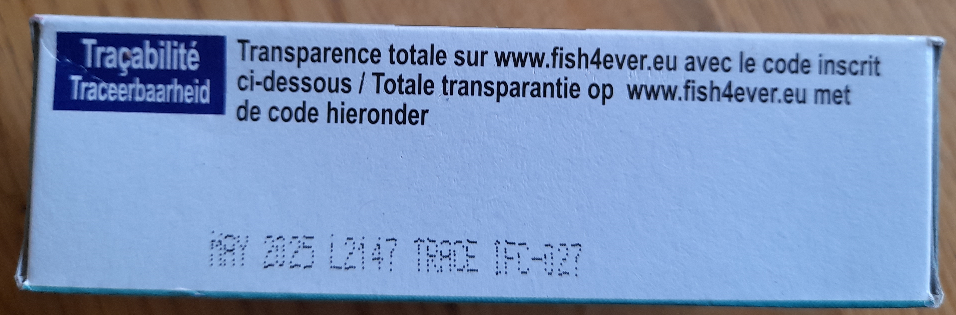 Traçabilité
Traceerbaarheid
Transparence totale sur www.fish4ever.eu avec le code inscrit
ci-dessous / Totale transparantie op www.fish4ever.eu met
de code hieronder
MAY 2025 L2147 TRACE IFC-027